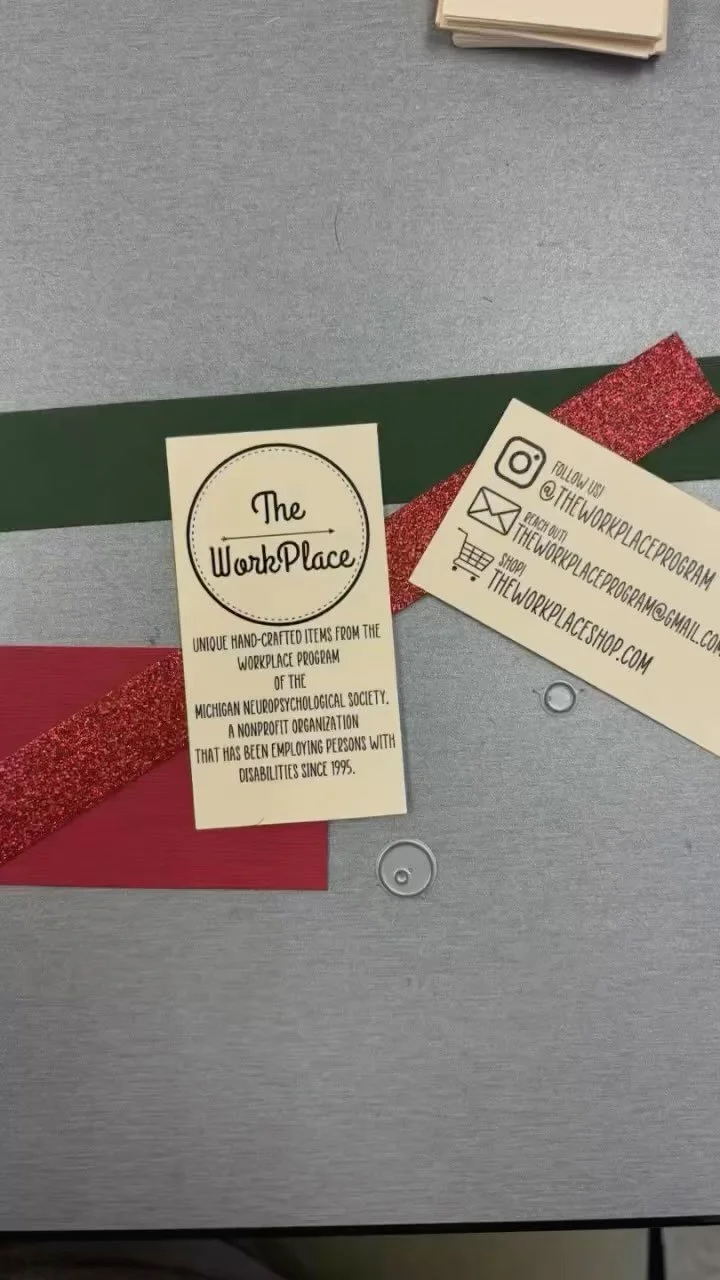 The
WorkPlace
UNIQUE HAND-CRAFTED ITEMS FROM THE
WORKPLACE PROGRAM
OF THE
MICHIGAN NEUROPSYCHOLOGICAL SOCIETY,
A NONPROFIT ORGANIZATION
THAT HAS BEEN EMPLOYING PERSONS WITH
DISABILITIES SINCE 1995.
FOLLOW US!
@THEWORKPLACEPROGRAM
REACH OUT!
THEWORKPLACEPROGRAM@GMAIL.COM
SHOP!
THEWORKPLACESHOP.COM